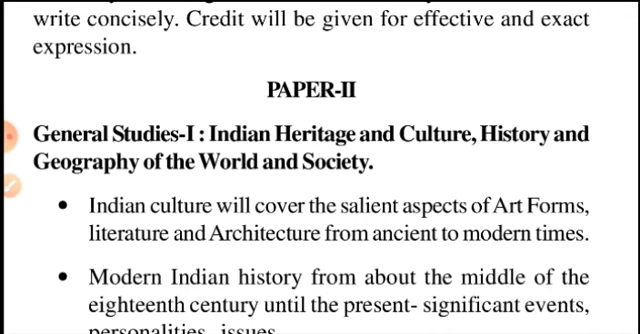 write concisely. Credit will be given for effective and exact
expression.
PAPER-II
General Studies-I : Indian Heritage and Culture, History and
Geography of the World and Society.
• Indian culture will cover the salient aspects of Art Forms,
literature and Architecture from ancient to modern times.
• Modern Indian history from about the middle of the
eighteenth century until the present- significant events,
personalities, issues